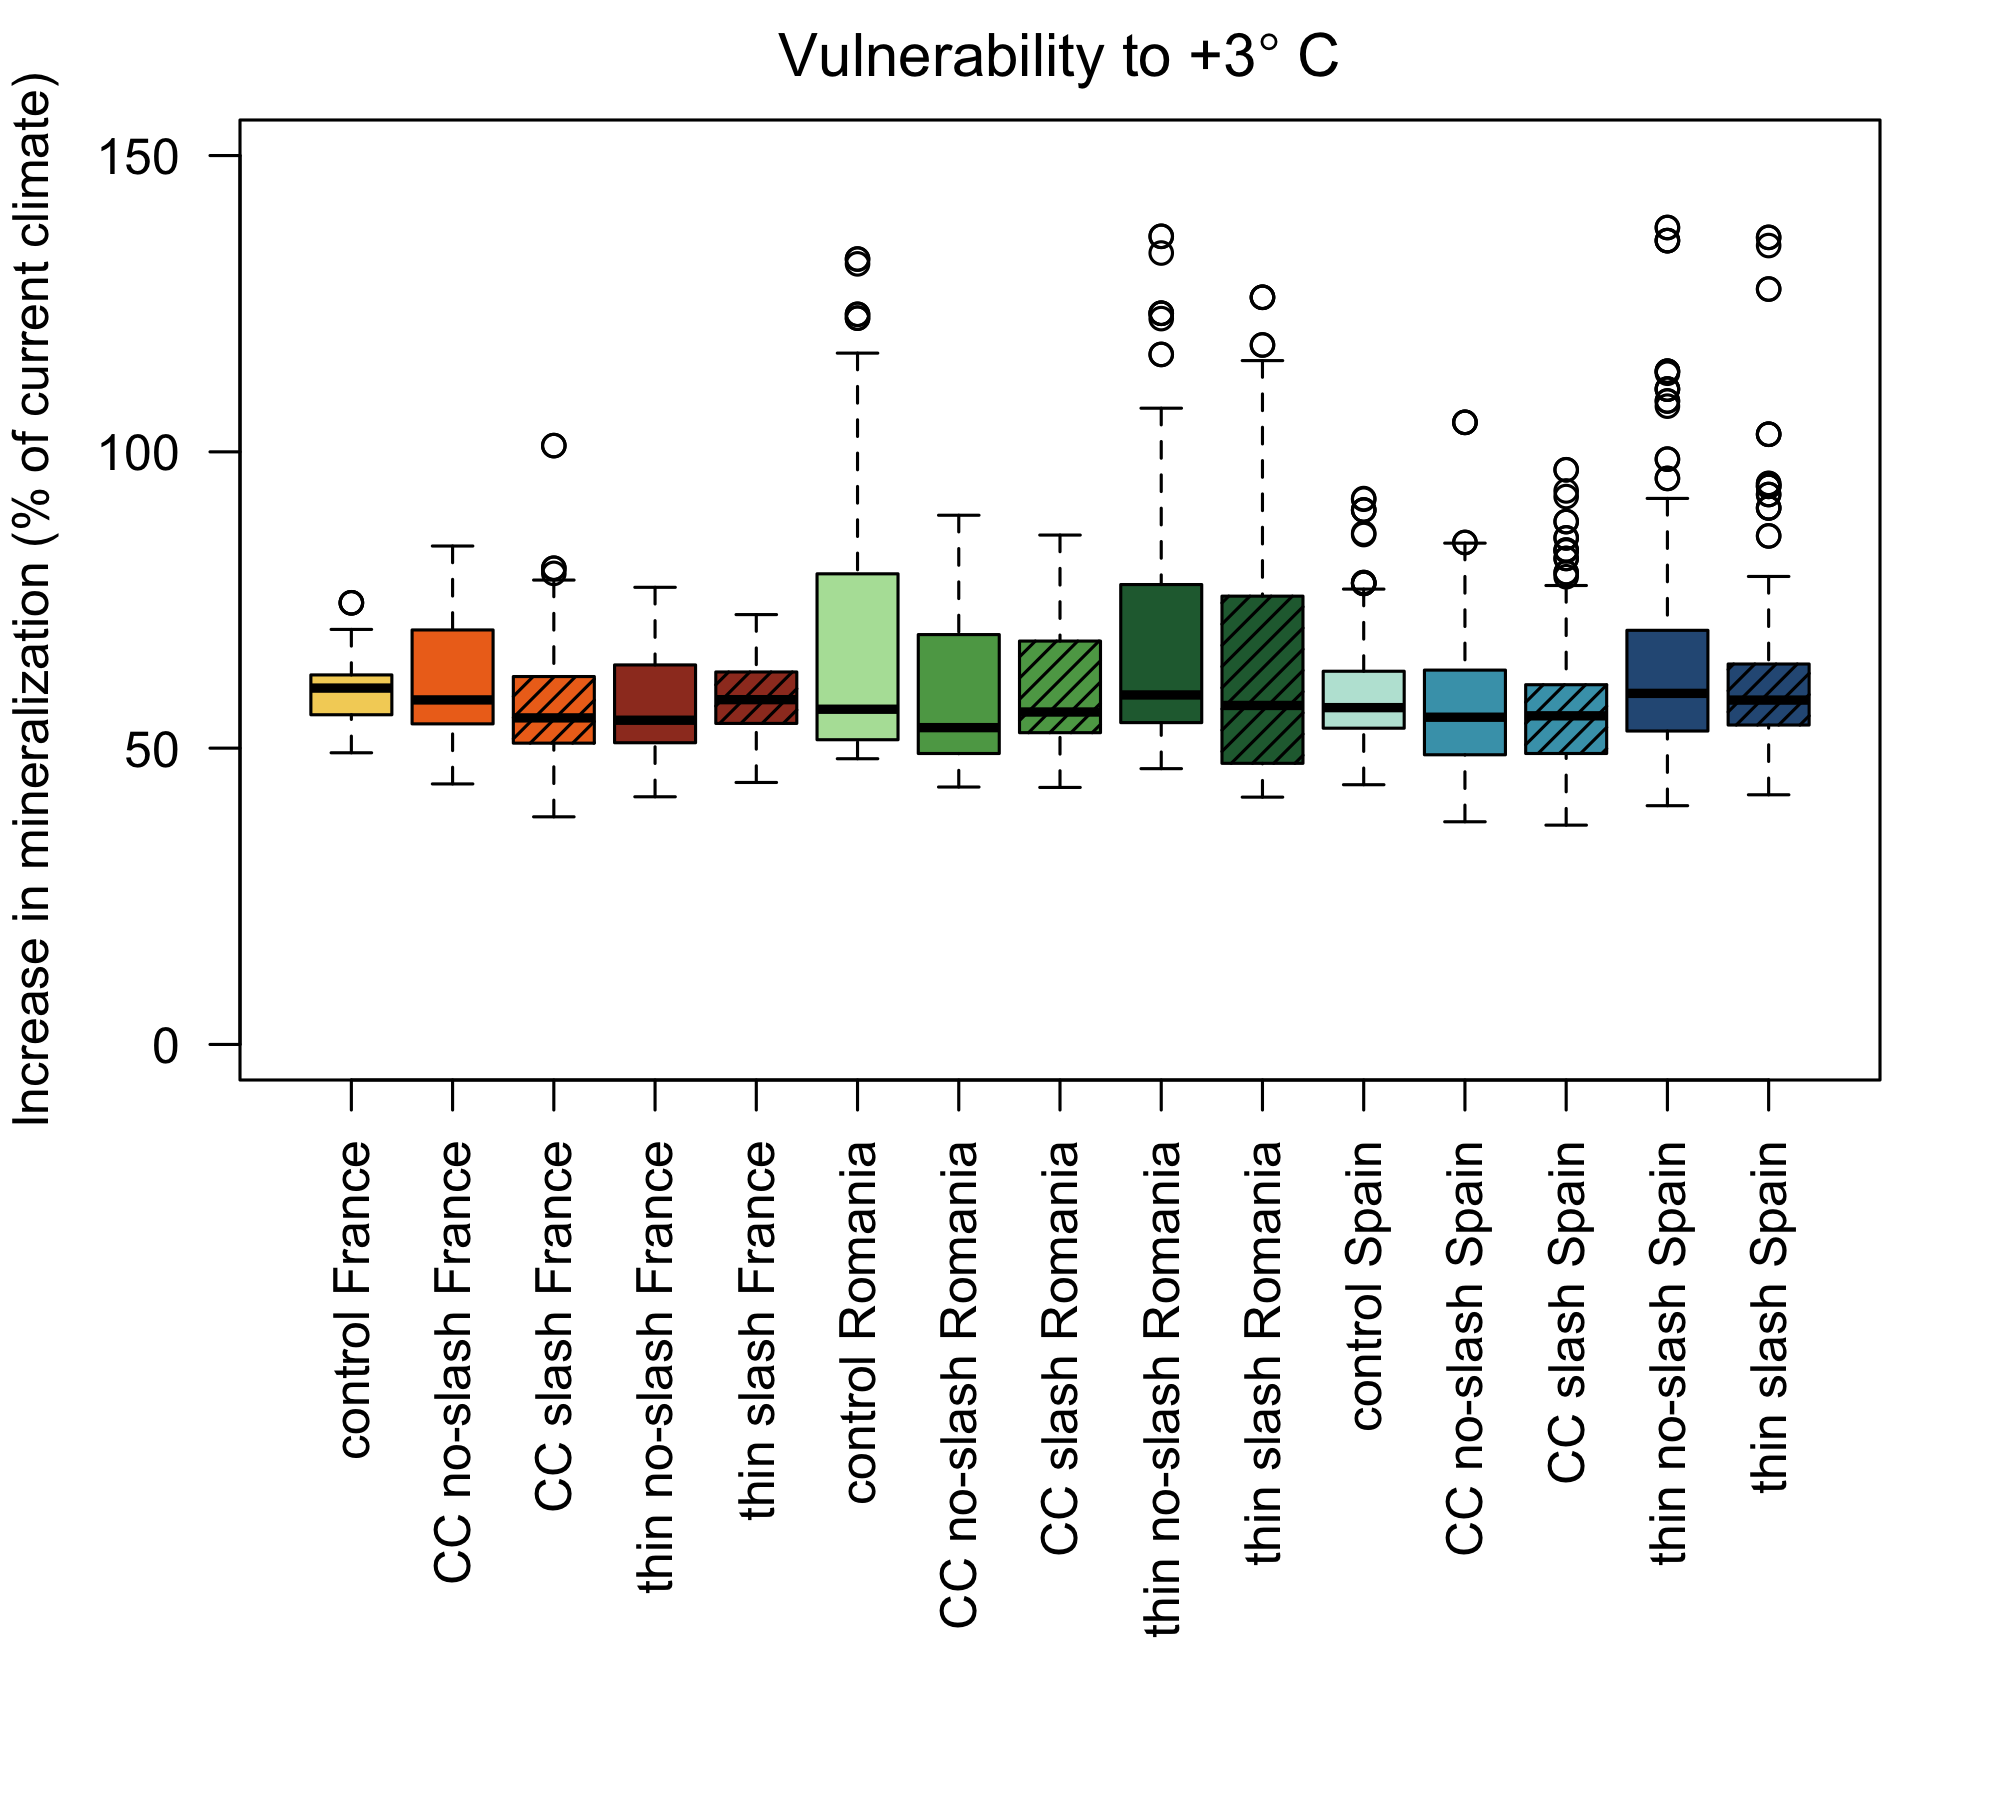 Vulnerability to +3° C
Increase in mineralization (% of current climate)
150
100
50
0
control France
CC no-slash France
CC slash France
thin no-slash France
thin slash France
control Romania
CC no-slash Romania
CC slash Romania
thin no-slash Romania
thin slash Romania
control Spain
CC no-slash Spain
CC slash Spain
thin no-slash Spain
thin slash Spain